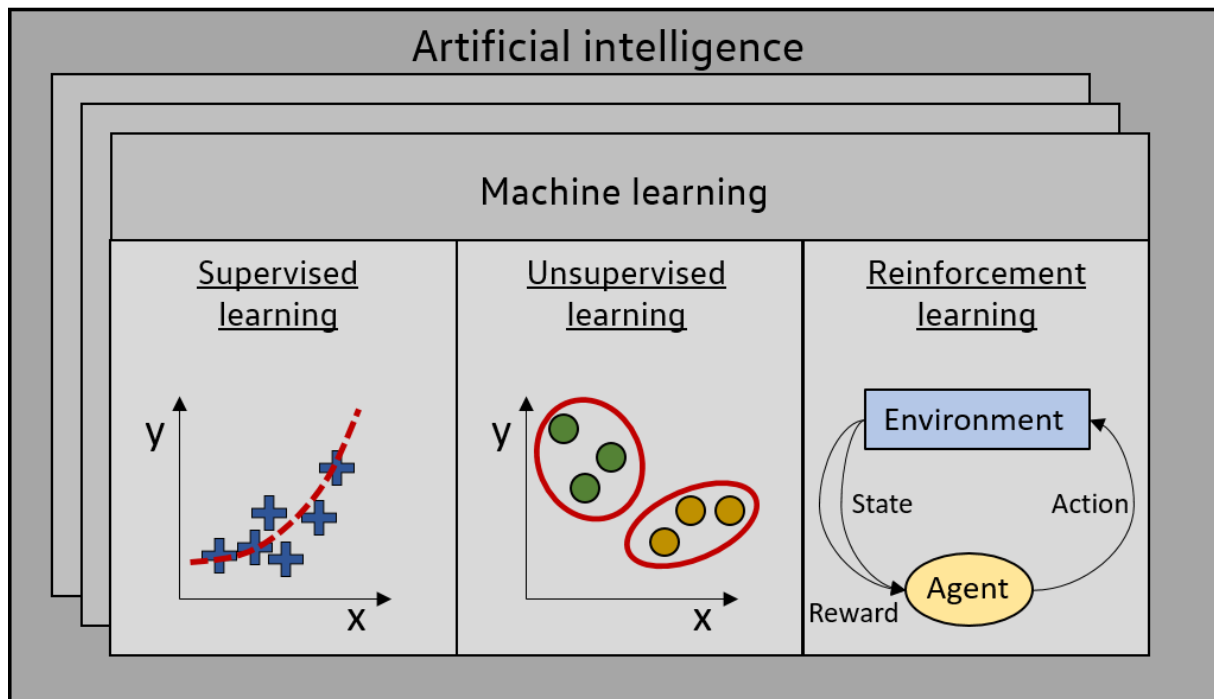 Artificial intelligence
Machine learning
Supervised
learning
y
x
Unsupervised
learning
y
x
Reinforcement
learning
Environment
State
Action
Agent
Reward